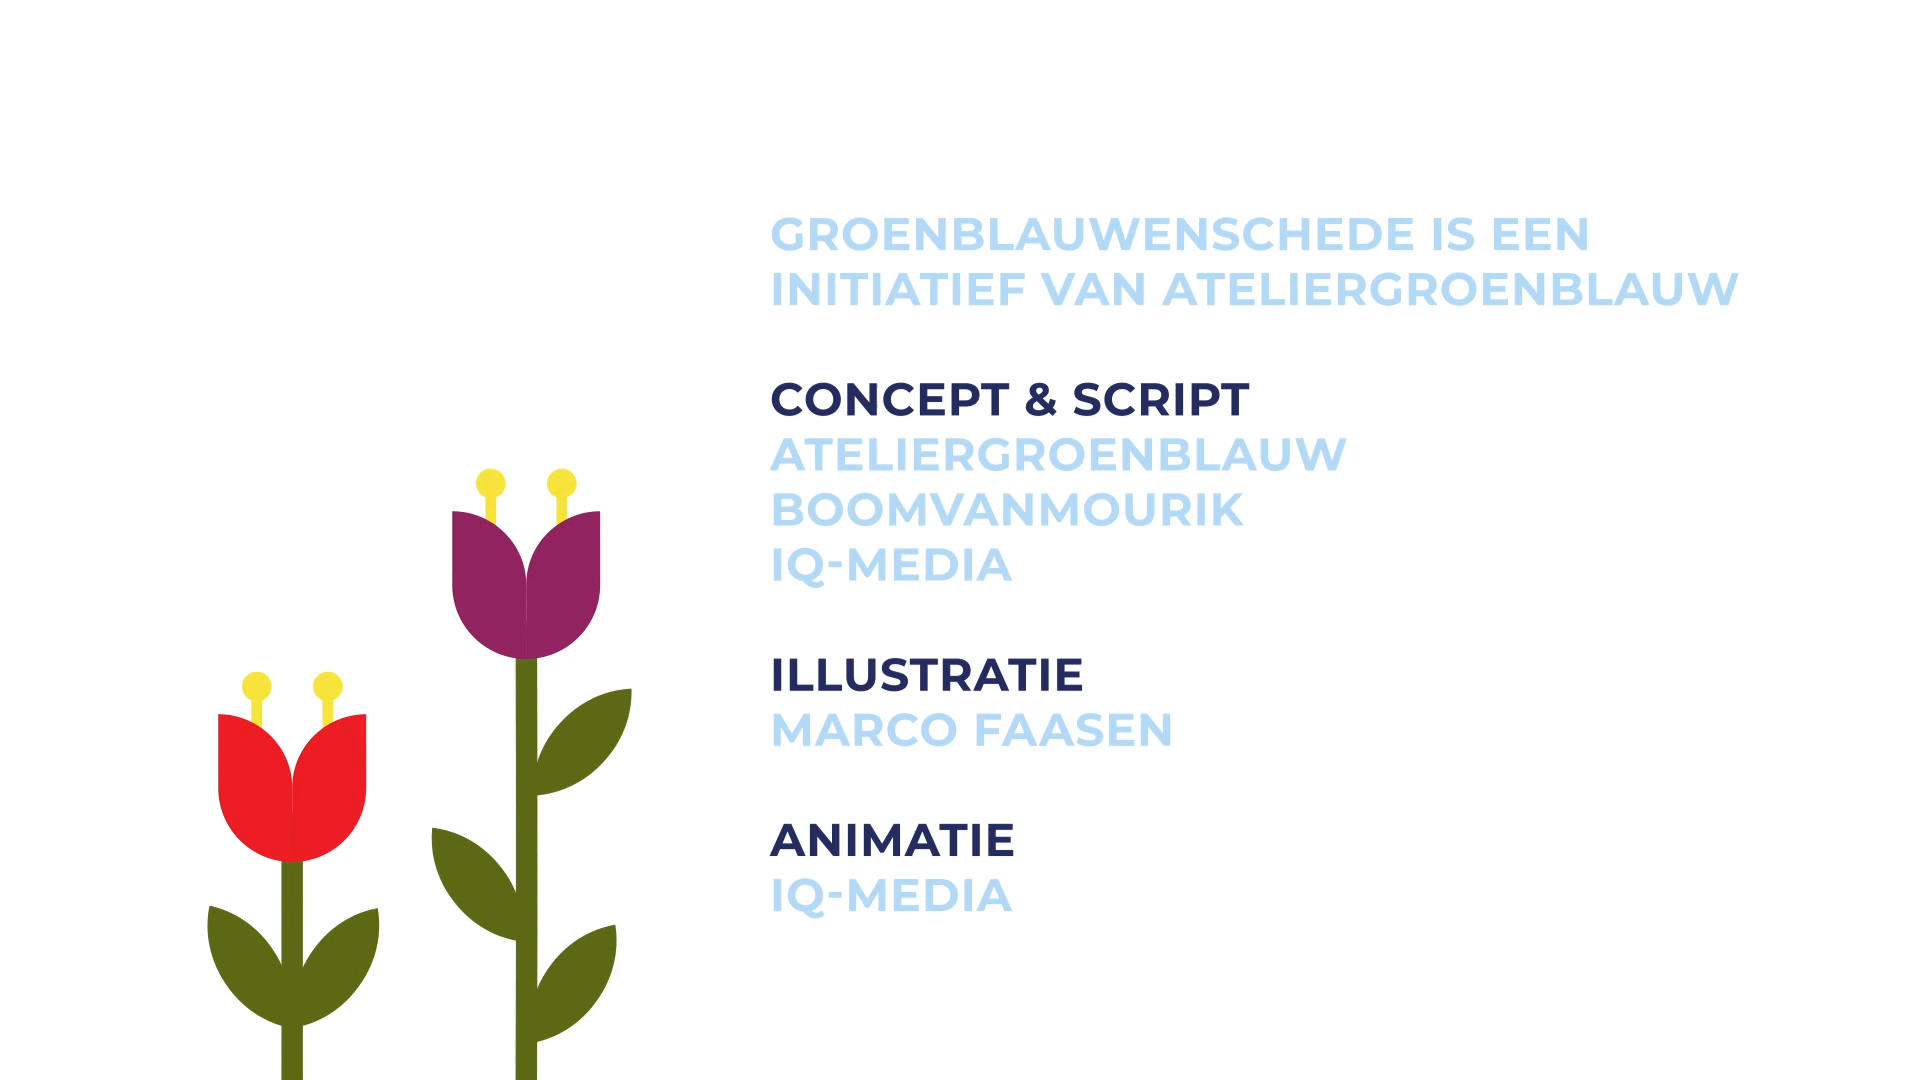 GROENBLAUWENSCHEDE IS EEN
INITIATIEF VAN ATELIERGROENBLAUW
CONCEPT & SCRIPT
ATELIERGROENBLAUW
BOOMVANMOURIK
IQ-MEDIA
ILLUSTRATIE
MARCO FAASEN
ANIMATIE
IQ-MEDIA